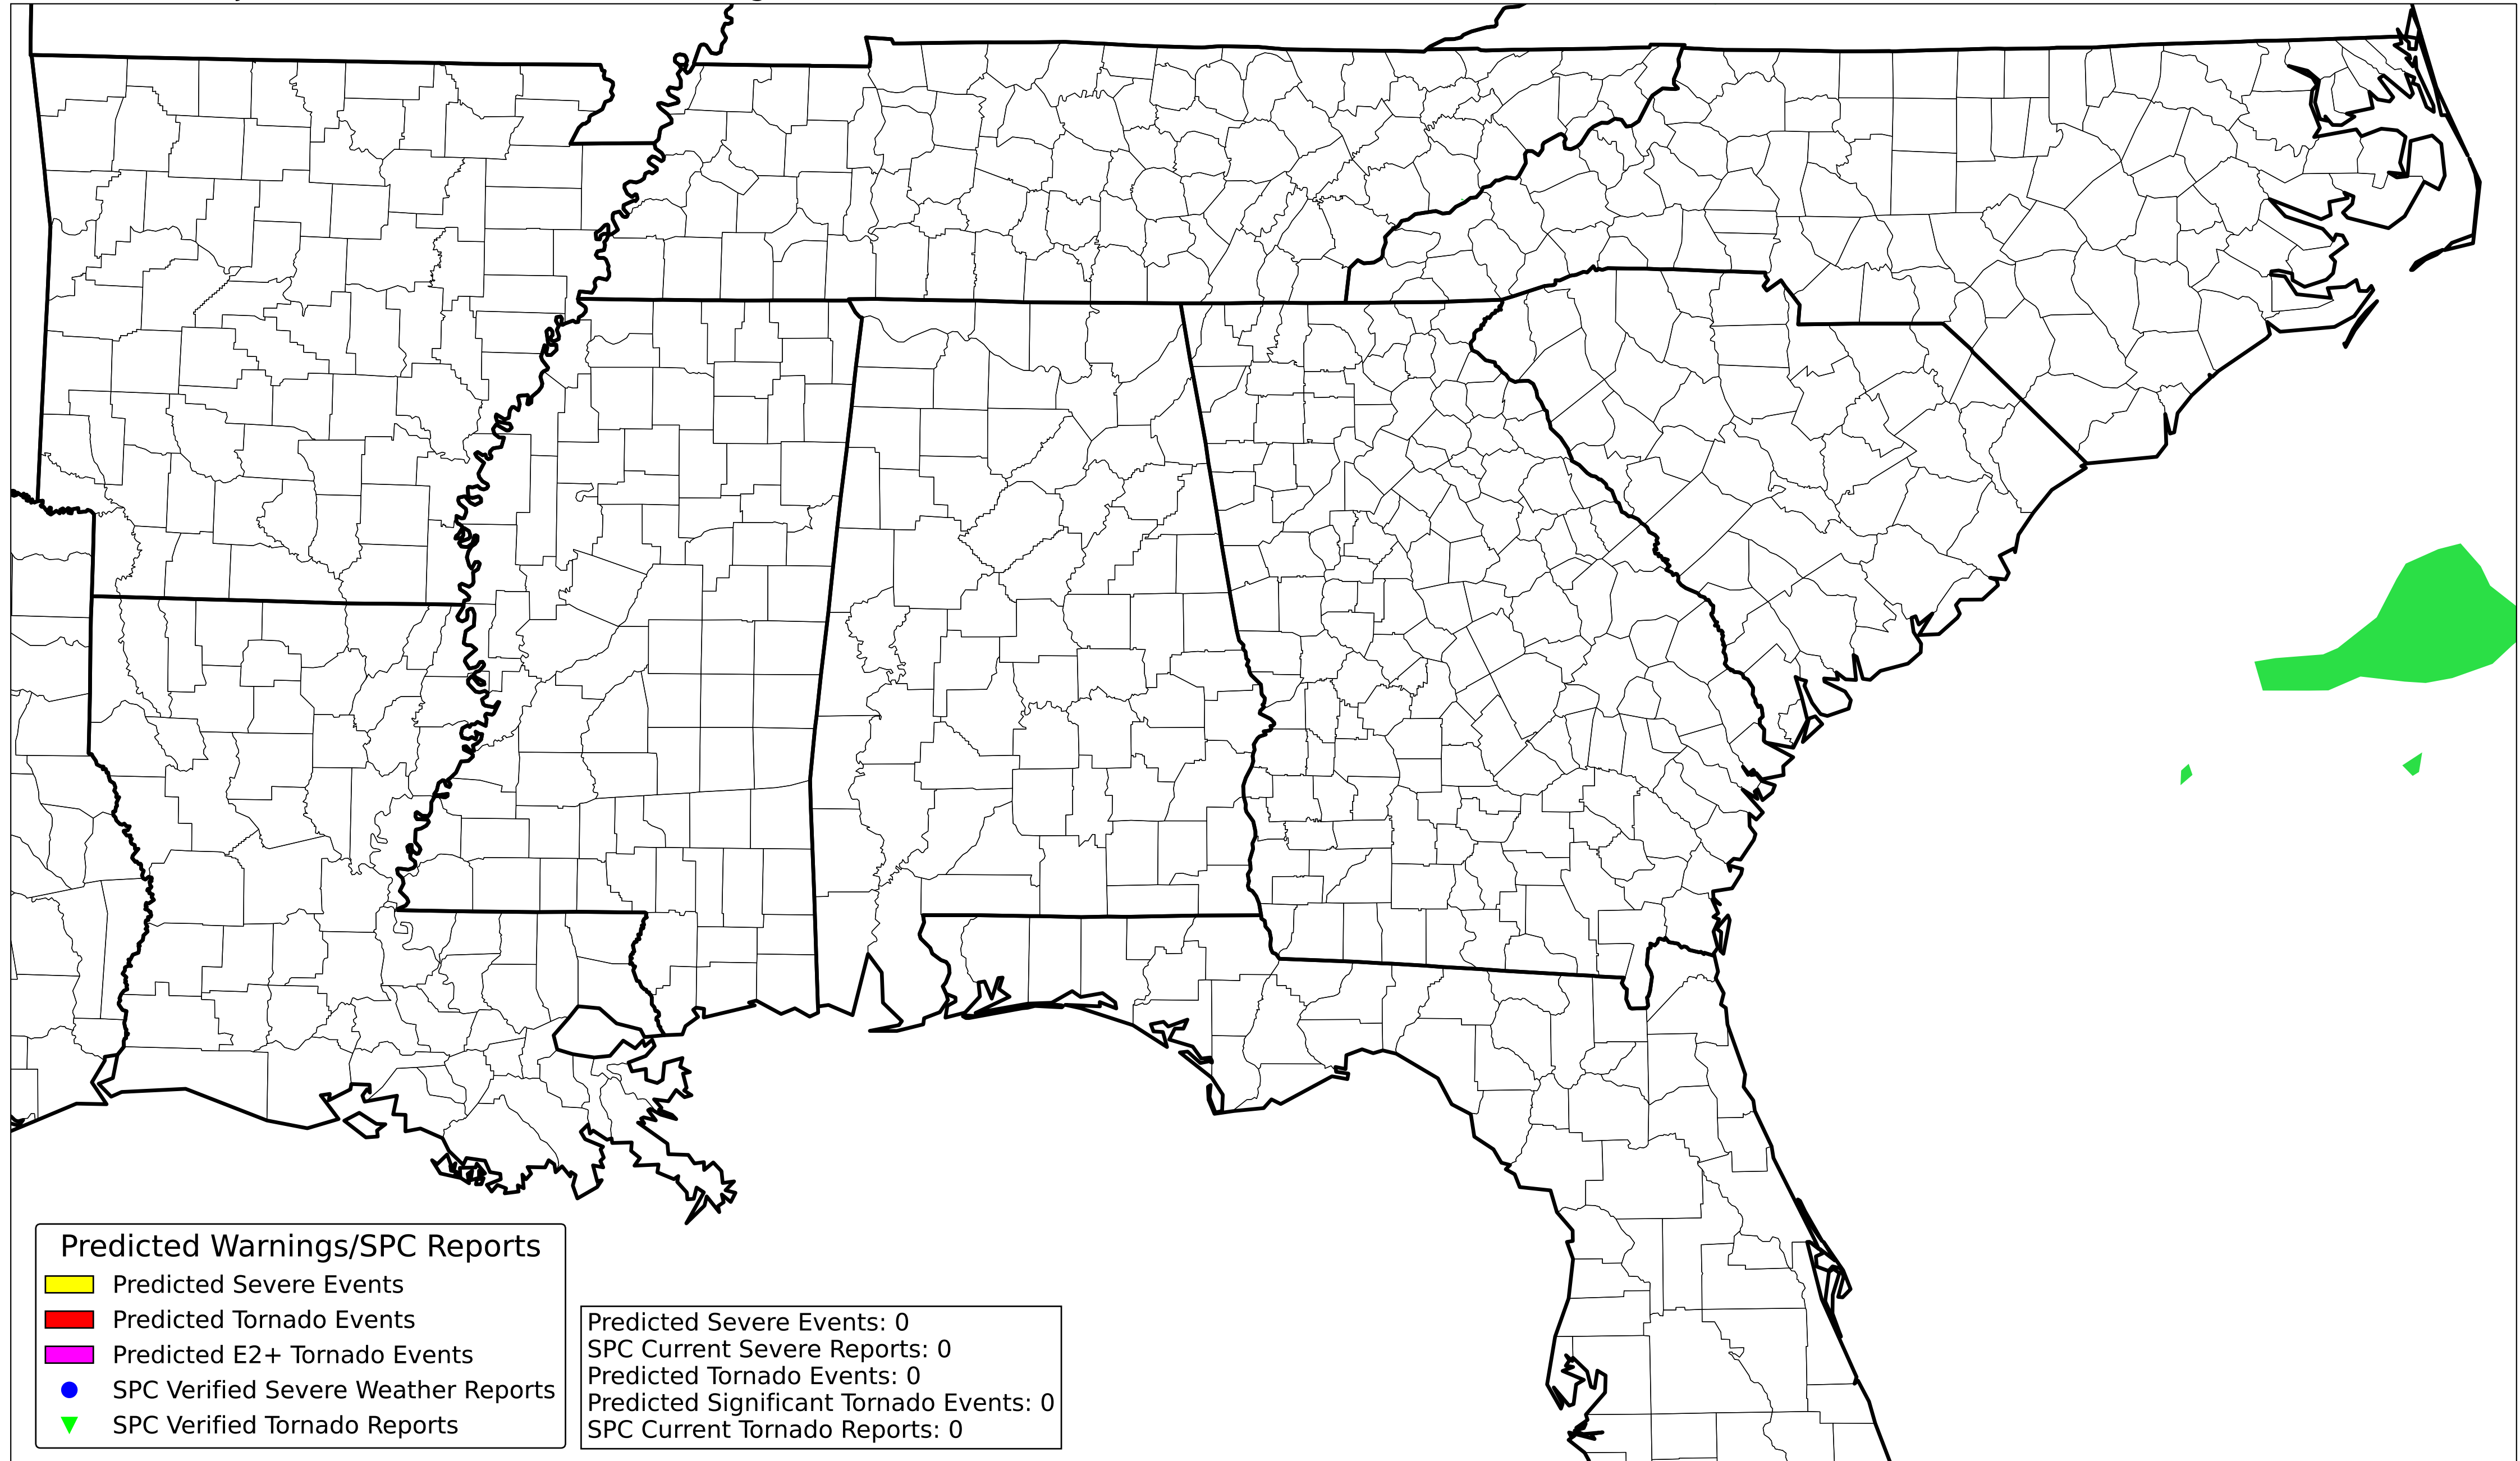 Predicted Warnings/SPC Reports
Predicted Severe Events
Predicted Tornado Events
Predicted E2+ Tornado Events
SPC Verified Severe Weather Reports
SPC Verified Tornado Reports
Predicted Severe Events: 0
SPC Current Severe Reports: 0
Predicted Tornado Events: 0
Predicted Significant Tornado Events: 0
SPC Current Tornado Reports: 0